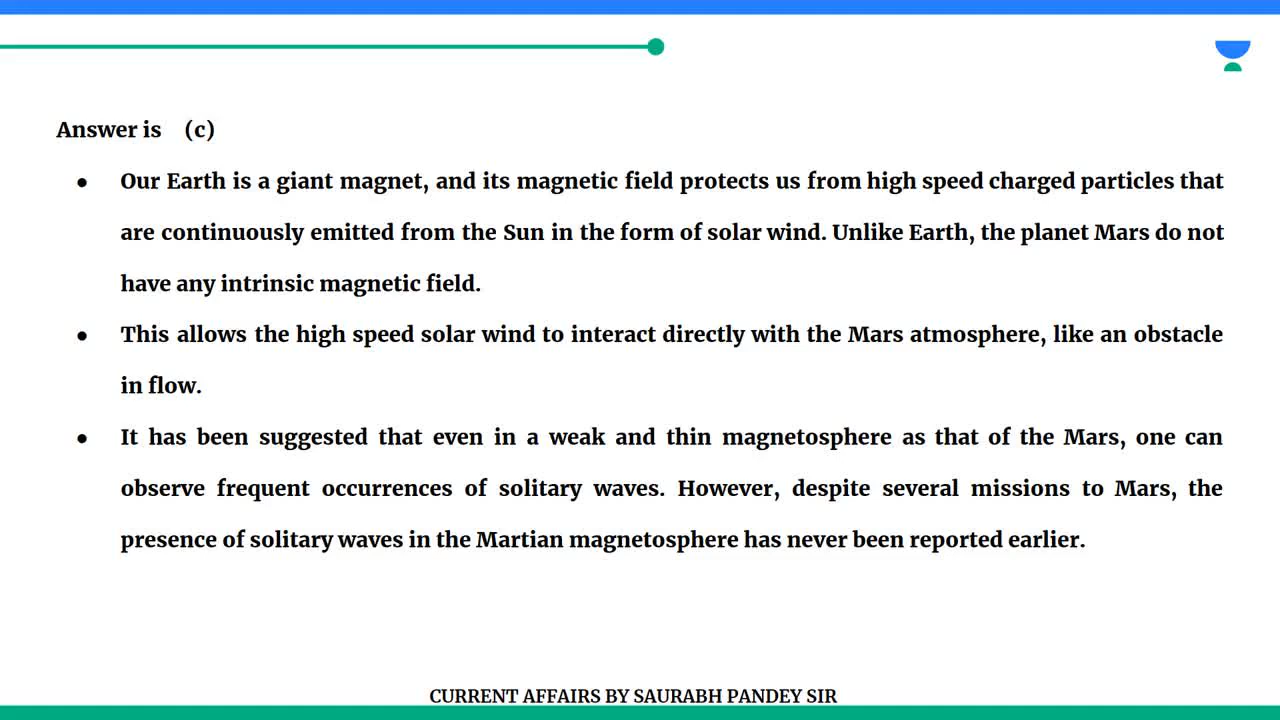 Answer is (c)
● Our Earth is a giant magnet, and its magnetic field protects us from high speed charged particles that
are continuously emitted from the Sun in the form of solar wind. Unlike Earth, the planet Mars do not
have any intrinsic magnetic field.
● This allows the high speed solar wind to interact directly with the Mars atmosphere, like an obstacle
in flow.
● It has been suggested that even in a weak and thin magnetosphere as that of the Mars, one can
observe frequent occurrences of solitary waves. However, despite several missions to Mars, the
presence of solitary waves in the Martian magnetosphere has never been reported earlier.
CURRENT AFFAIRS BY SAURABH PANDEY SIR